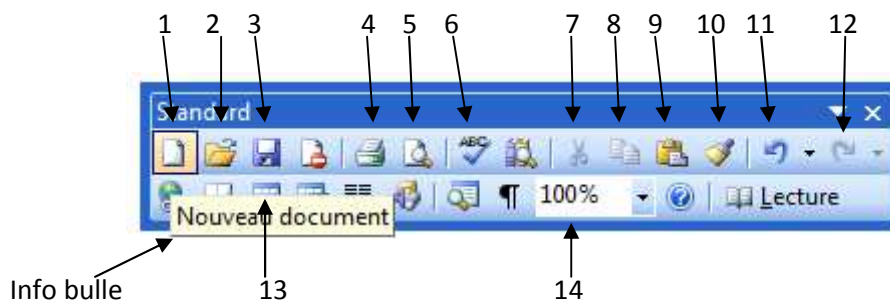 1 2 3 4 5 6 7 8 9 10 11 12
Standard
ABC
100% Lecture
Nouveau document
Info bulle 13 14